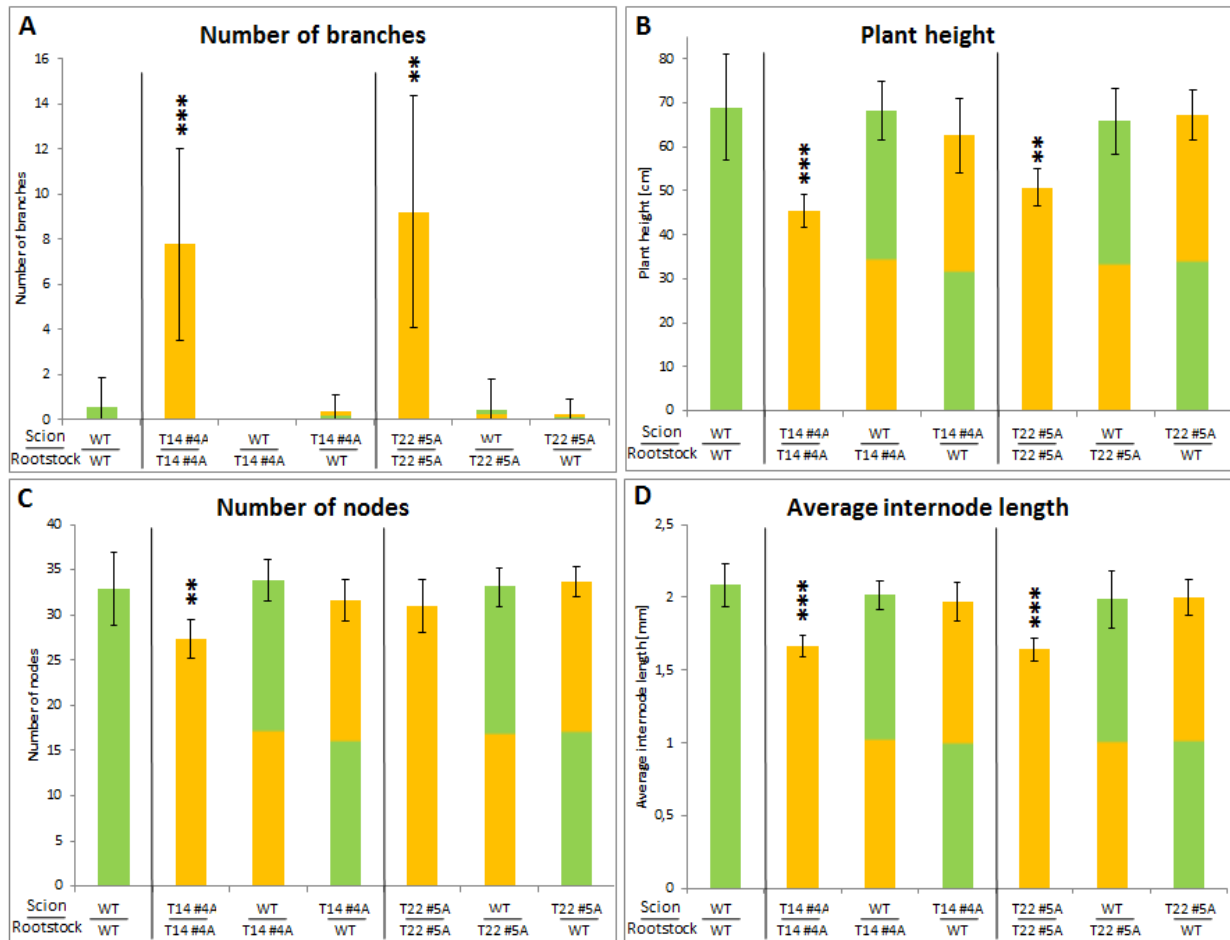 A
Number of branches
Number of branches
16
14
12
10
8
6
4
2
0
***
**
Scion WT T14 #4A WT T14 #4A T22 #5A WT T22 #5A
Rootstock WT T14 #4A T14 #4A WT T22 #5A T22 #5A WT
B
Plant height
Plant height [cm]
80
70
60
50
40
30
20
10
0
***
**
Scion WT T14 #4A WT T14 #4A T22 #5A WT T22 #5A
Rootstock WT T14 #4A T14 #4A WT T22 #5A T22 #5A WT
C
Number of nodes
Number of nodes
40
35
30
25
20
15
10
5
0
**
Scion WT T14 #4A WT T14 #4A T22 #5A WT T22 #5A
Rootstock WT T14 #4A T14 #4A WT T22 #5A T22 #5A WT
D
Average internode length
Average internode length [mm]
2,5
2
1,5
1
0,5
0
***
***
Scion WT T14 #4A WT T14 #4A T22 #5A WT T22 #5A
Rootstock WT T14 #4A T14 #4A WT T22 #5A T22 #5A WT